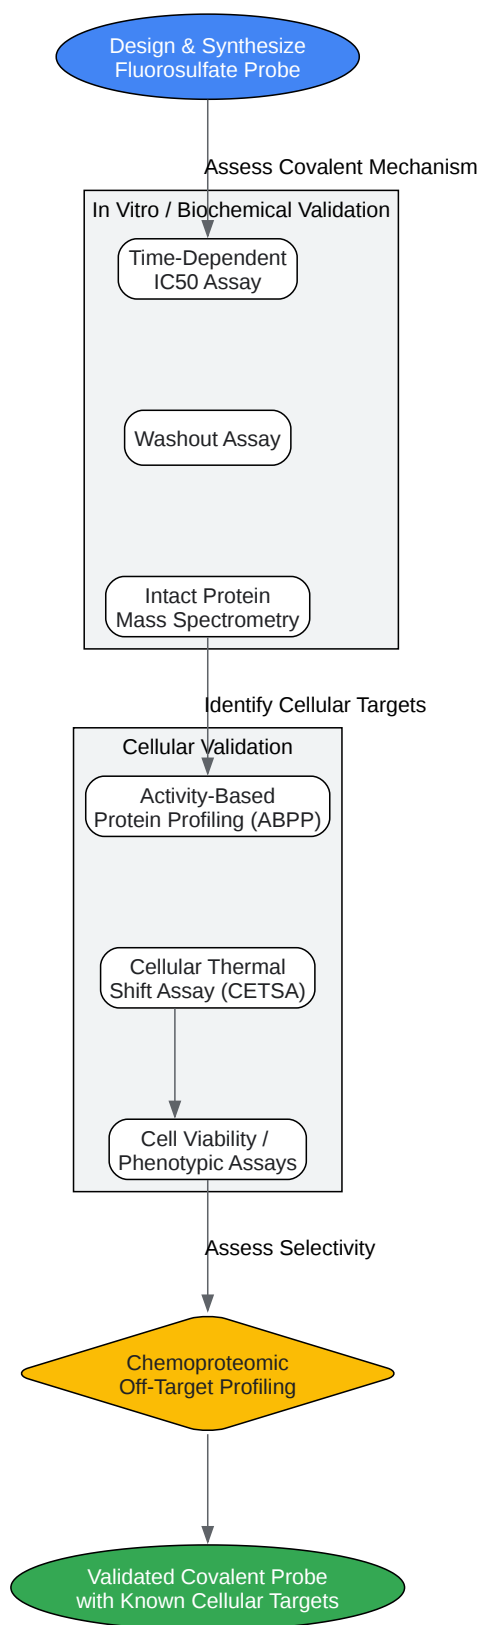 Design & Synthesize
Fluorosulfate Probe
Assess Covalent Mechanism
In Vitro / Biochemical Validation
Time-Dependent
IC50 Assay
Washout Assay
Intact Protein
Mass Spectrometry
Identify Cellular Targets
Cellular Validation
Activity-Based
Protein Profiling (ABPP)
Cellular Thermal
Shift Assay (CETSA)
Cell Viability /
Phenotypic Assays
Assess Selectivity
Chemoproteomic
Off-Target Profiling
Validated Covalent Probe
with Known Cellular Targets